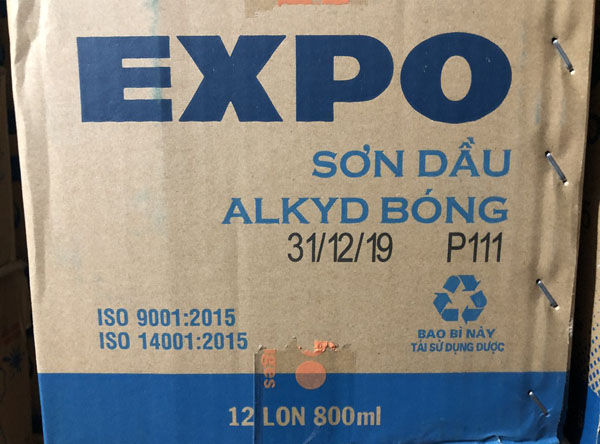 EXPO
SƠN DẦU
ALKYD BÓNG
31/12/19 P111
ISO 9001:2015
ISO 14001:2015
BAO BÌ NÀY
TÁI SỬ DỤNG ĐƯỢC
12 LON 800ml